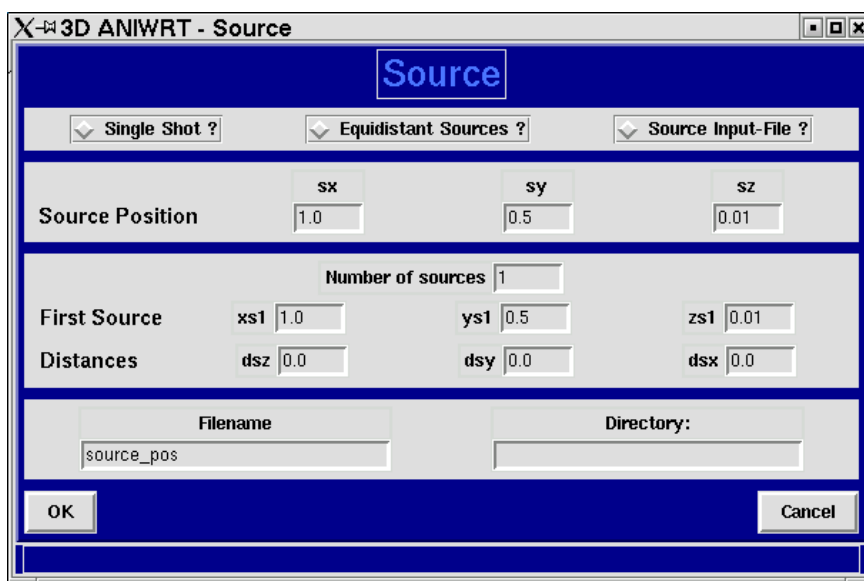 3D ANIWRT - Source
Source
Single Shot ? Equidistant Sources ? Source Input-File ?
sx sy sz
Source Position 1.0 0.5 0.01
Number of sources 1
First Source xs1 1.0 ys1 0.5 zs1 0.01
Distances dsz 0.0 dsy 0.0 dsx 0.0
Filename Directory:
source_pos
OK Cancel